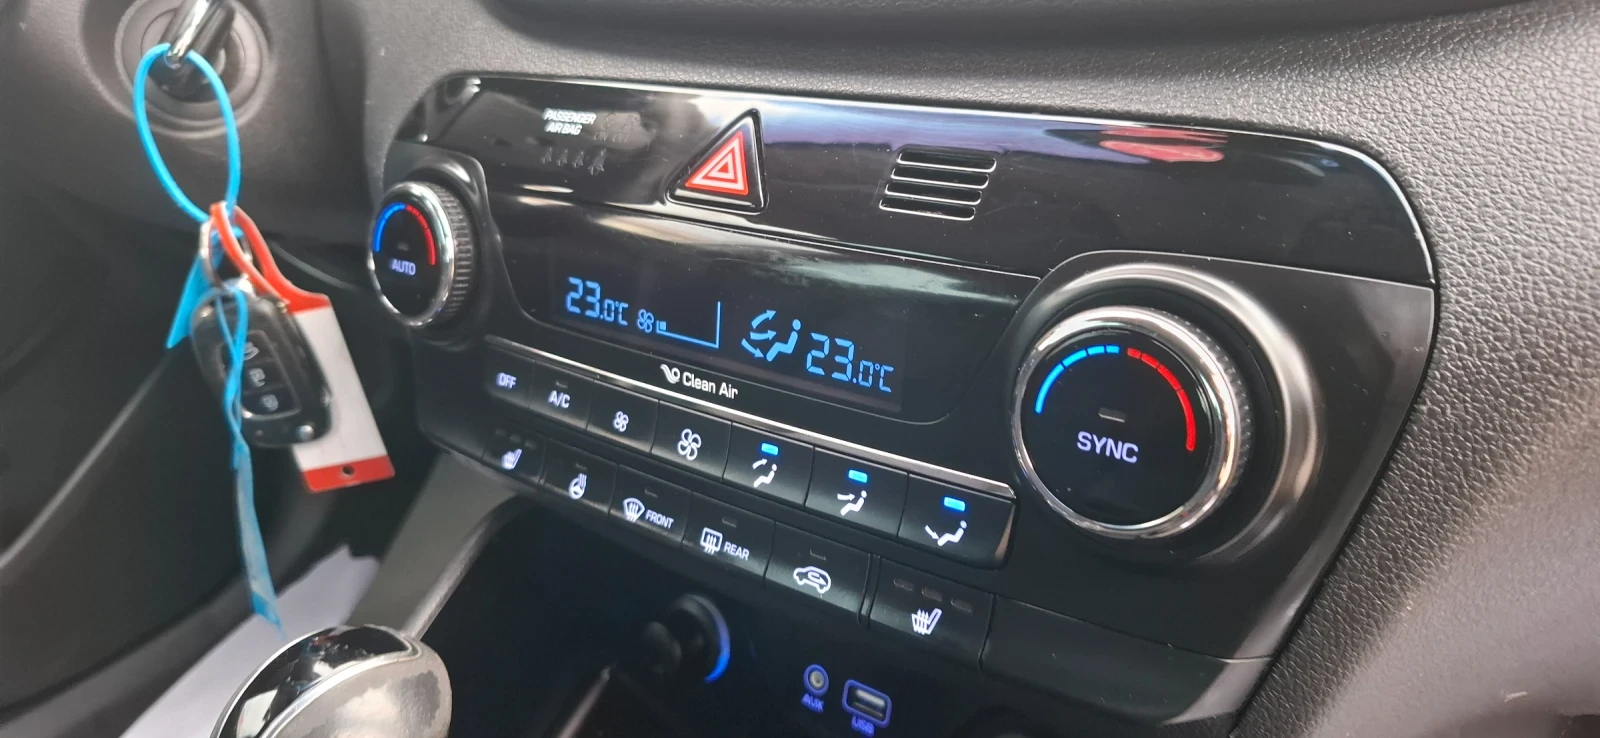 PASSENGER
AIR BAG
AUTO
23.0°C
23.0°C
Clean Air
OFF
A/C
SYNC
FRONT
REAR
AUX
USB